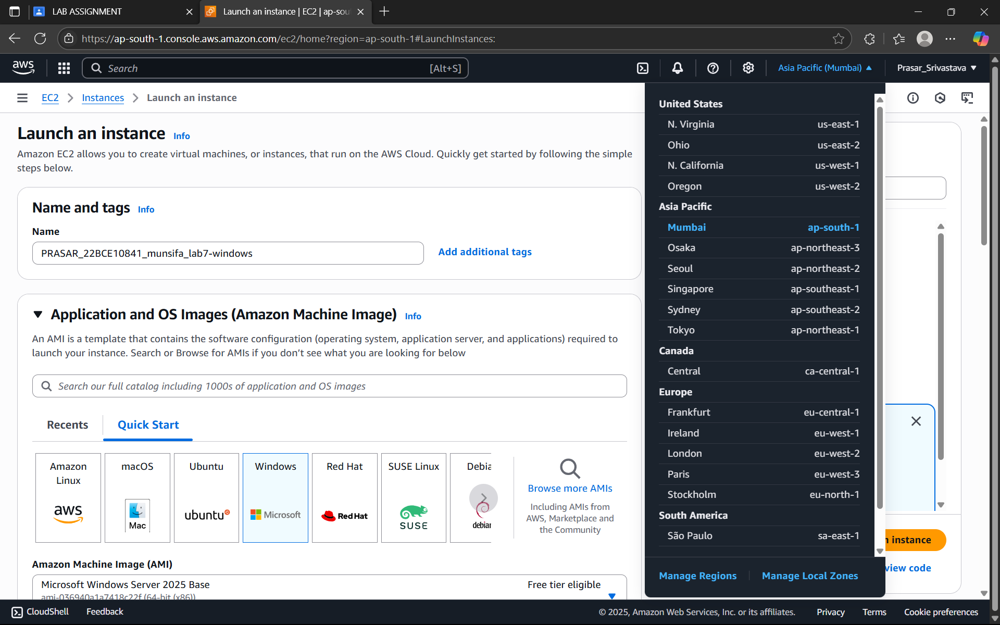 LAB ASSIGNMENT
Launch an instance | EC2 | ap-sou
https://ap-south-1.console.aws.amazon.com/ec2/home?region=ap-south-1#LaunchInstances:
aws
Search
[Alt+S]
Asia Pacific (Mumbai)
Prasar_Srivastava
EC2
Instances
Launch an instance
Launch an instance Info
Amazon EC2 allows you to create virtual machines, or instances, that run on the AWS Cloud. Quickly get started by following the simple
steps below.
Name and tags Info
Name
PRASAR_22BCE10841_munsifa_lab7-windows
Add additional tags
Application and OS Images (Amazon Machine Image) Info
An AMI is a template that contains the software configuration (operating system, application server, and applications) required to
launch your instance. Search or Browse for AMIs if you don't see what you are looking for below
Search our full catalog including 1000s of application and OS images
Recents
Quick Start
Amazon
Linux
aws
macOS
Mac
Ubuntu
ubuntu
Windows
Microsoft
Red Hat
Red Hat
SUSE Linux
SUSE
Debia
debian
Browse more AMIs
Including AMIs from
AWS, Marketplace and
the Community
Amazon Machine Image (AMI)
Microsoft Windows Server 2025 Base
Free tier eligible
ami-036940a1a7418c22f (64-bit (x86))
United States
N. Virginia us-east-1
Ohio us-east-2
N. California us-west-1
Oregon us-west-2
Asia Pacific
Mumbai ap-south-1
Osaka ap-northeast-3
Seoul ap-northeast-2
Singapore ap-southeast-1
Sydney ap-southeast-2
Tokyo ap-northeast-1
Canada
Central ca-central-1
Europe
Frankfurt eu-central-1
Ireland eu-west-1
London eu-west-2
Paris eu-west-3
Stockholm eu-north-1
South America
São Paulo sa-east-1
Manage Regions
Manage Local Zones
instance
view code
CloudShell
Feedback
© 2025, Amazon Web Services, Inc. or its affiliates.
Privacy
Terms
Cookie preferences